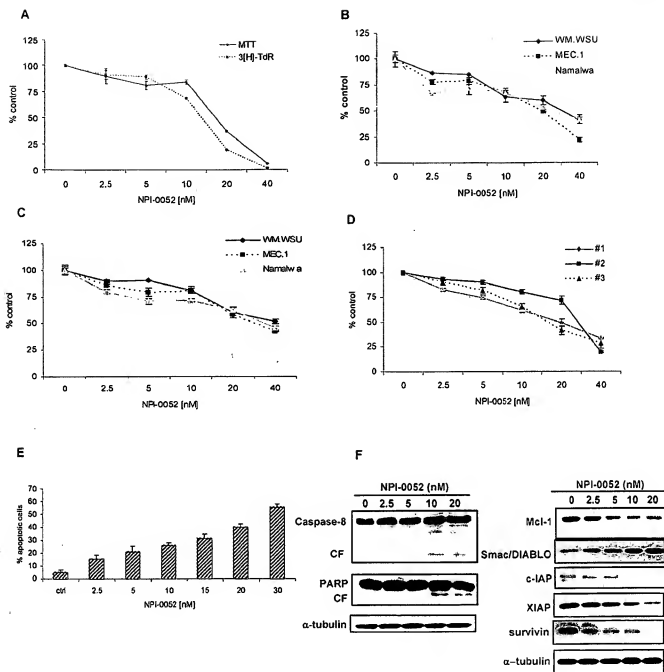 A
MTT
3[H]-TdR
125
100
75
50
25
0
% control
0 2.5 5 10 20 40
NPI-0052 [nM]
B
WM.WSU
MEC.1
Namalwa
125
100
75
50
25
0
% control
0 2.5 5 10 20 40
NPI-0052 [nM]
C
WM.WSU
MEC.1
Namalwa
125
100
75
50
25
0
% control
0 2.5 5 10 20 40
NPI-0052 [nM]
D
#1
#2
#3
125
100
75
50
25
0
% control
0 2.5 5 10 20 40
NPI-0052 [nM]
E
70
60
50
40
30
20
10
0
% apoptotic cells
ctrl 2.5 5 10 15 20 30
NPI-0052 [nM]
F
NPI-0052 (nM)
0 2.5 5 10 20
Caspase-8
CF
PARP
CF
α-tubulin
NPI-0052 (nM)
0 2.5 5 10 20
Mcl-1
Smac/DIABLO
c-IAP
XIAP
survivin
α-tubulin